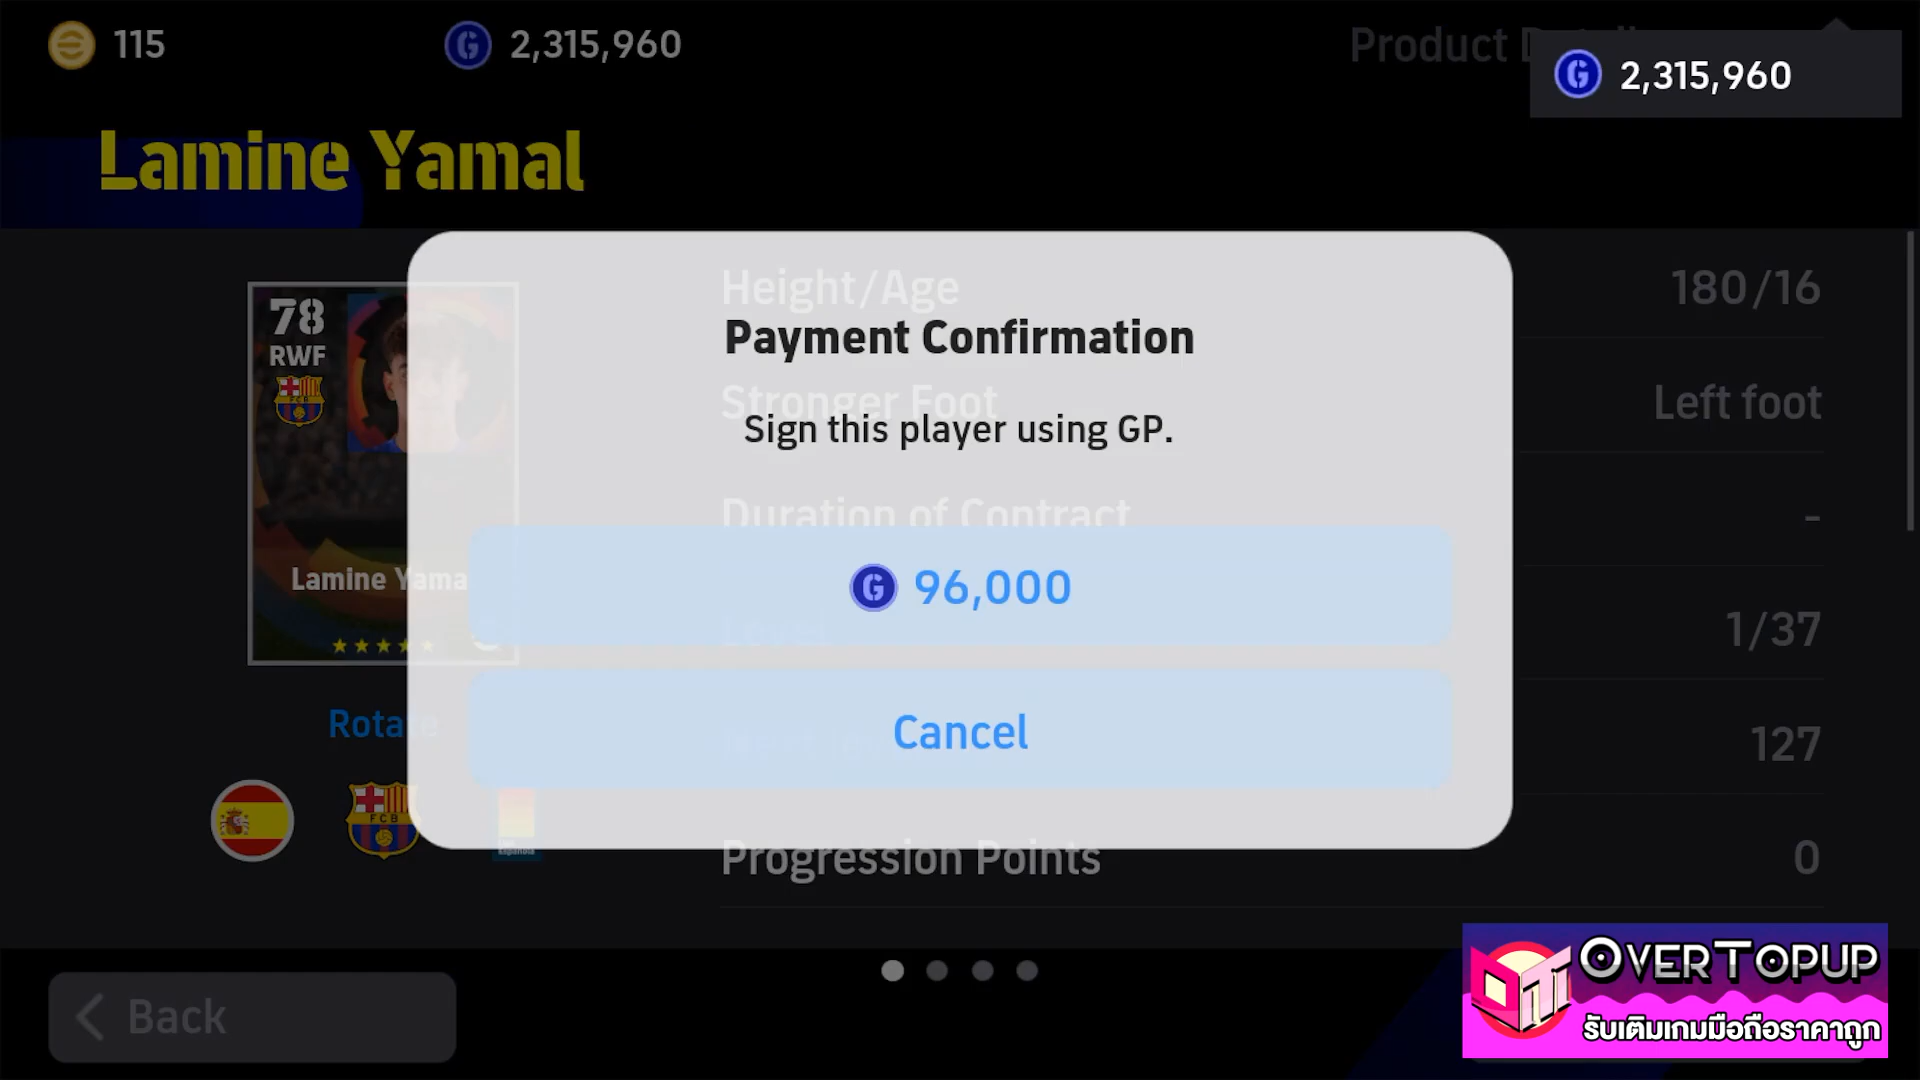 115
2,315,960
Product
2,315,960
Lamine Yamal
78
RWF
Lamine Yama
Rotate
Height/Age
180/16
Payment Confirmation
Stronger Foot
Left foot
Sign this player using GP.
Duration of Contract
-
96,000
Level
1/37
Cancel
127
Progression Points
0
Back
OVERTOPUP
รับเติมเกมมือถือราคาถูก